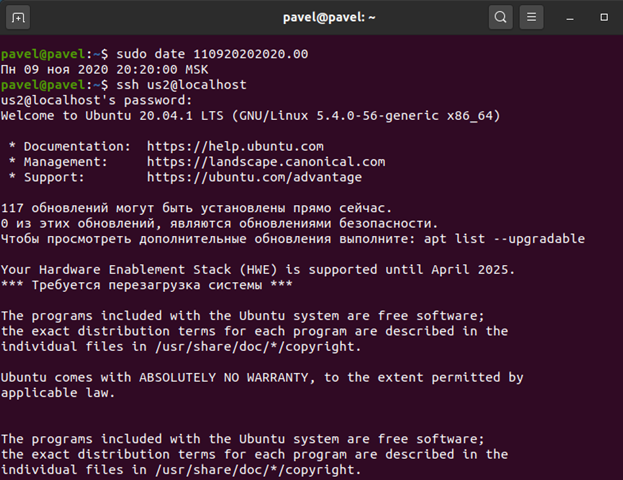 pavel@pavel: ~
pavel@pavel:~$ sudo date 110920202020.00
Пн 09 ноя 2020 20:20:00 MSK
pavel@pavel:~$ ssh us2@localhost
us2@localhost's password:
Welcome to Ubuntu 20.04.1 LTS (GNU/Linux 5.4.0-56-generic x86_64)
* Documentation:  https://help.ubuntu.com
* Management:     https://landscape.canonical.com
* Support:        https://ubuntu.com/advantage
117 обновлений могут быть установлены прямо сейчас.
0 из этих обновлений, являются обновлениями безопасности.
Чтобы просмотреть дополнительные обновления выполните: apt list --upgradable
Your Hardware Enablement Stack (HWE) is supported until April 2025.
*** Требуется перезагрузка системы ***
The programs included with the Ubuntu system are free software;
the exact distribution terms for each program are described in the
individual files in /usr/share/doc/*/copyright.
Ubuntu comes with ABSOLUTELY NO WARRANTY, to the extent permitted by
applicable law.
The programs included with the Ubuntu system are free software;
the exact distribution terms for each program are described in the
individual files in /usr/share/doc/*/copyright.